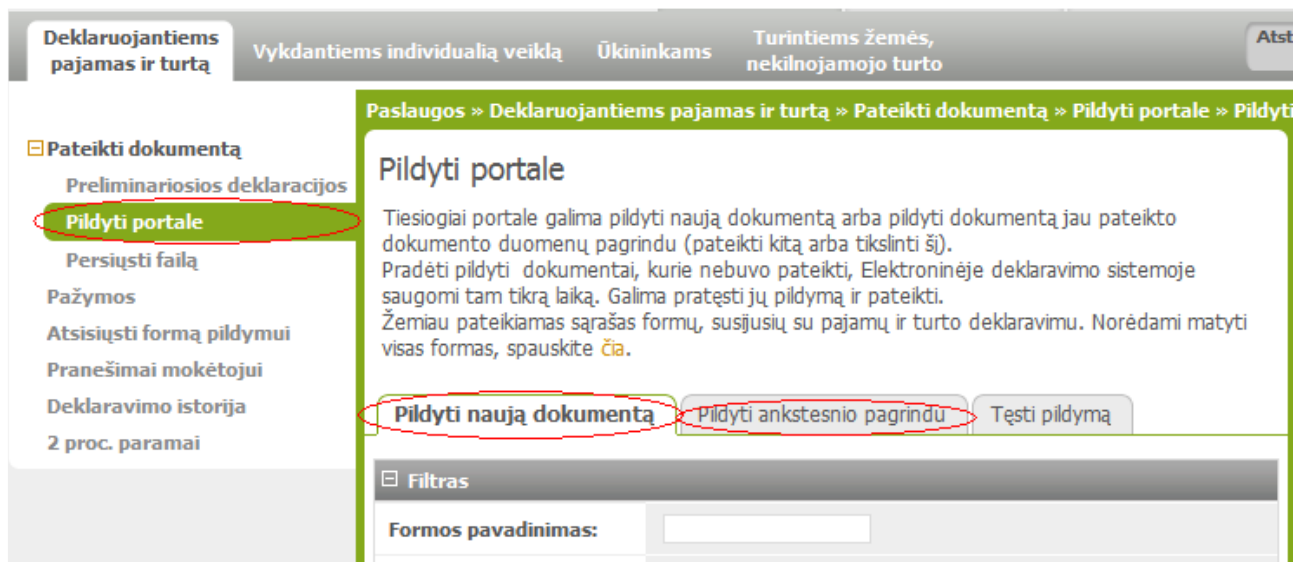 Deklaruojantiems
pajamas ir turtą
Vykdantiems individualią veiklą
Ūkininkams
Turintiems žemės,
nekilnojamojo turto
Atst
Paslaugos » Deklaruojantiems pajamas ir turtą » Pateikti dokumentą » Pildyti portale » Pildyti
Pateikti dokumentą
Preliminariosios deklaracijos
Pildyti portale
Persiųsti failą
Pažymos
Atsisiųsti formą pildymui
Pranešimai mokėtojui
Deklaravimo istorija
2 proc. paramai
Pildyti portale
Tiesiogiai portale galima pildyti naują dokumentą arba pildyti dokumentą jau pateikto
dokumento duomenų pagrindu (pateikti kitą arba tikslinti šį).
Pradėti pildyti dokumentai, kurie nebuvo pateikti, Elektroninėje deklaravimo sistemoje
saugomi tam tikrą laiką. Galima pratęsti jų pildymą ir pateikti.
Žemiau pateikiamas sąrašas formų, susijusių su pajamų ir turto deklaravimu. Norėdami matyti
visas formas, spauskite čia.
Pildyti naują dokumentą
Pildyti ankstesnio pagrindu
Tęsti pildymą
Filtras
Formos pavadinimas: